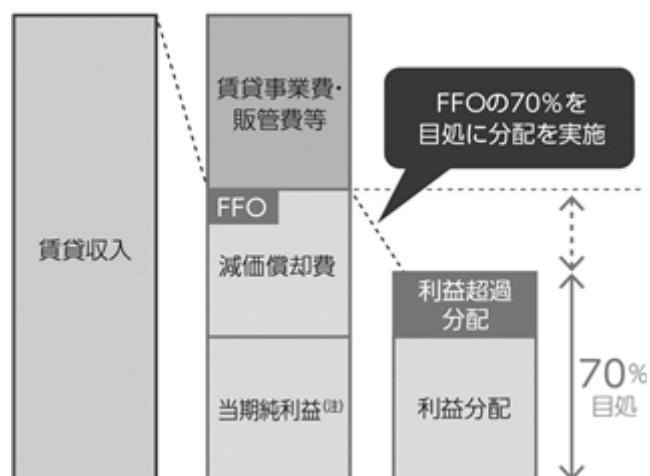 賃貸収入
賃貸事業費・
販管費等
FFO
減価償却費
当期純利益(注)
FFOの70%を
目処に分配を実施
利益超過
分配
利益分配
70%
目処